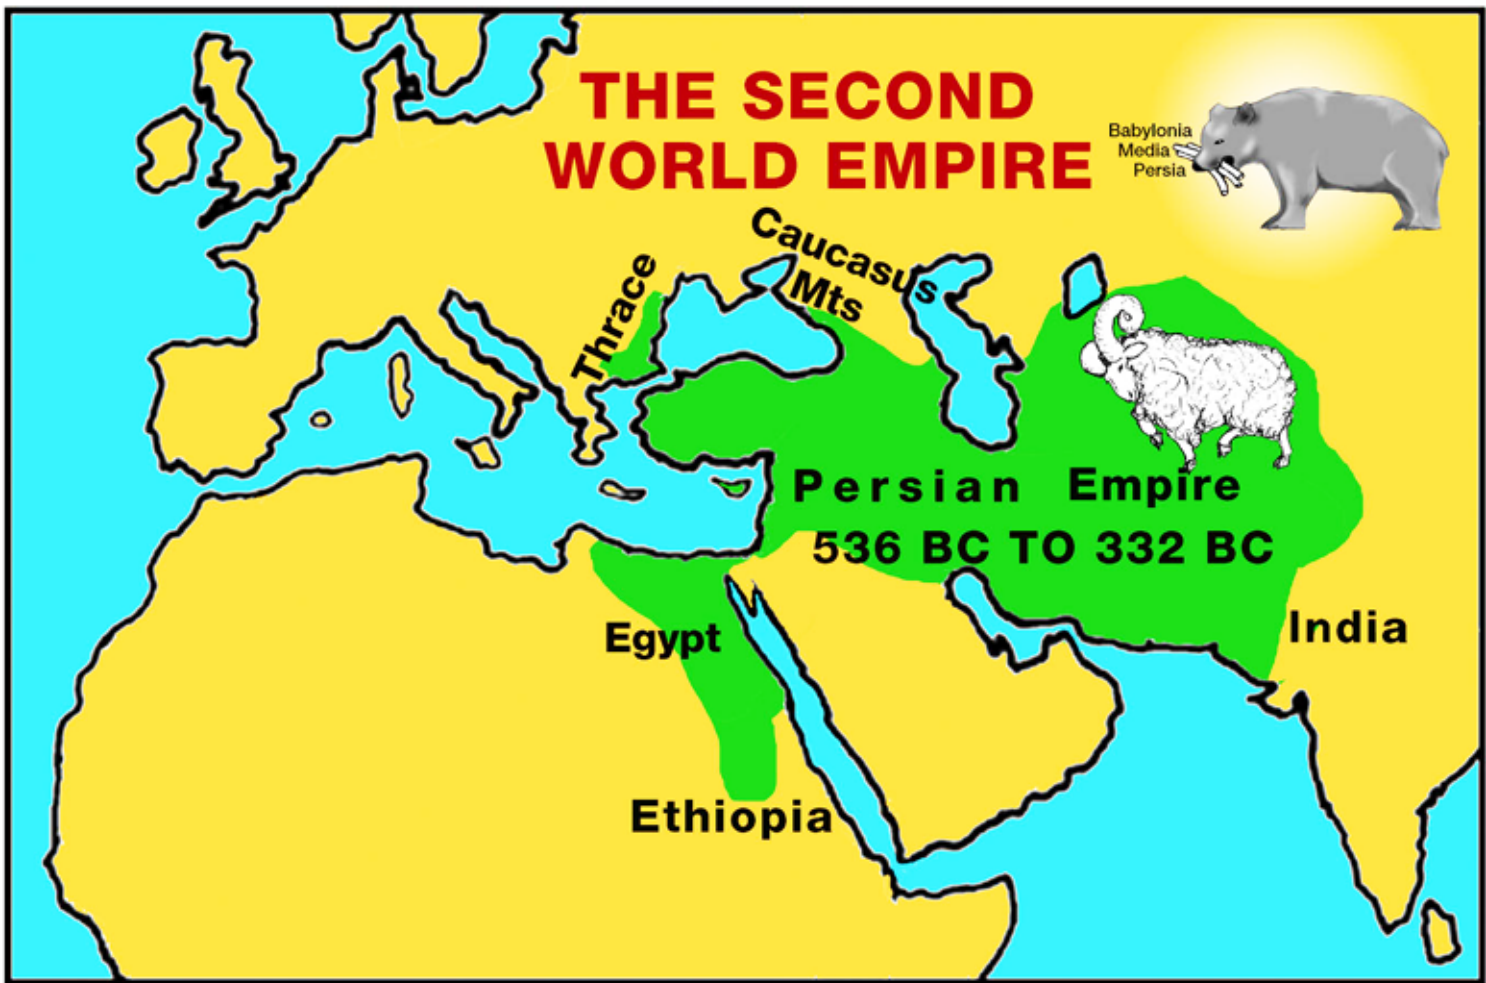 THE SECOND
WORLD EMPIRE
Babylonia
Media
Persia
Caucasus
Mts
Thrace
Persian Empire
536 BC TO 332 BC
India
Egypt
Ethiopia